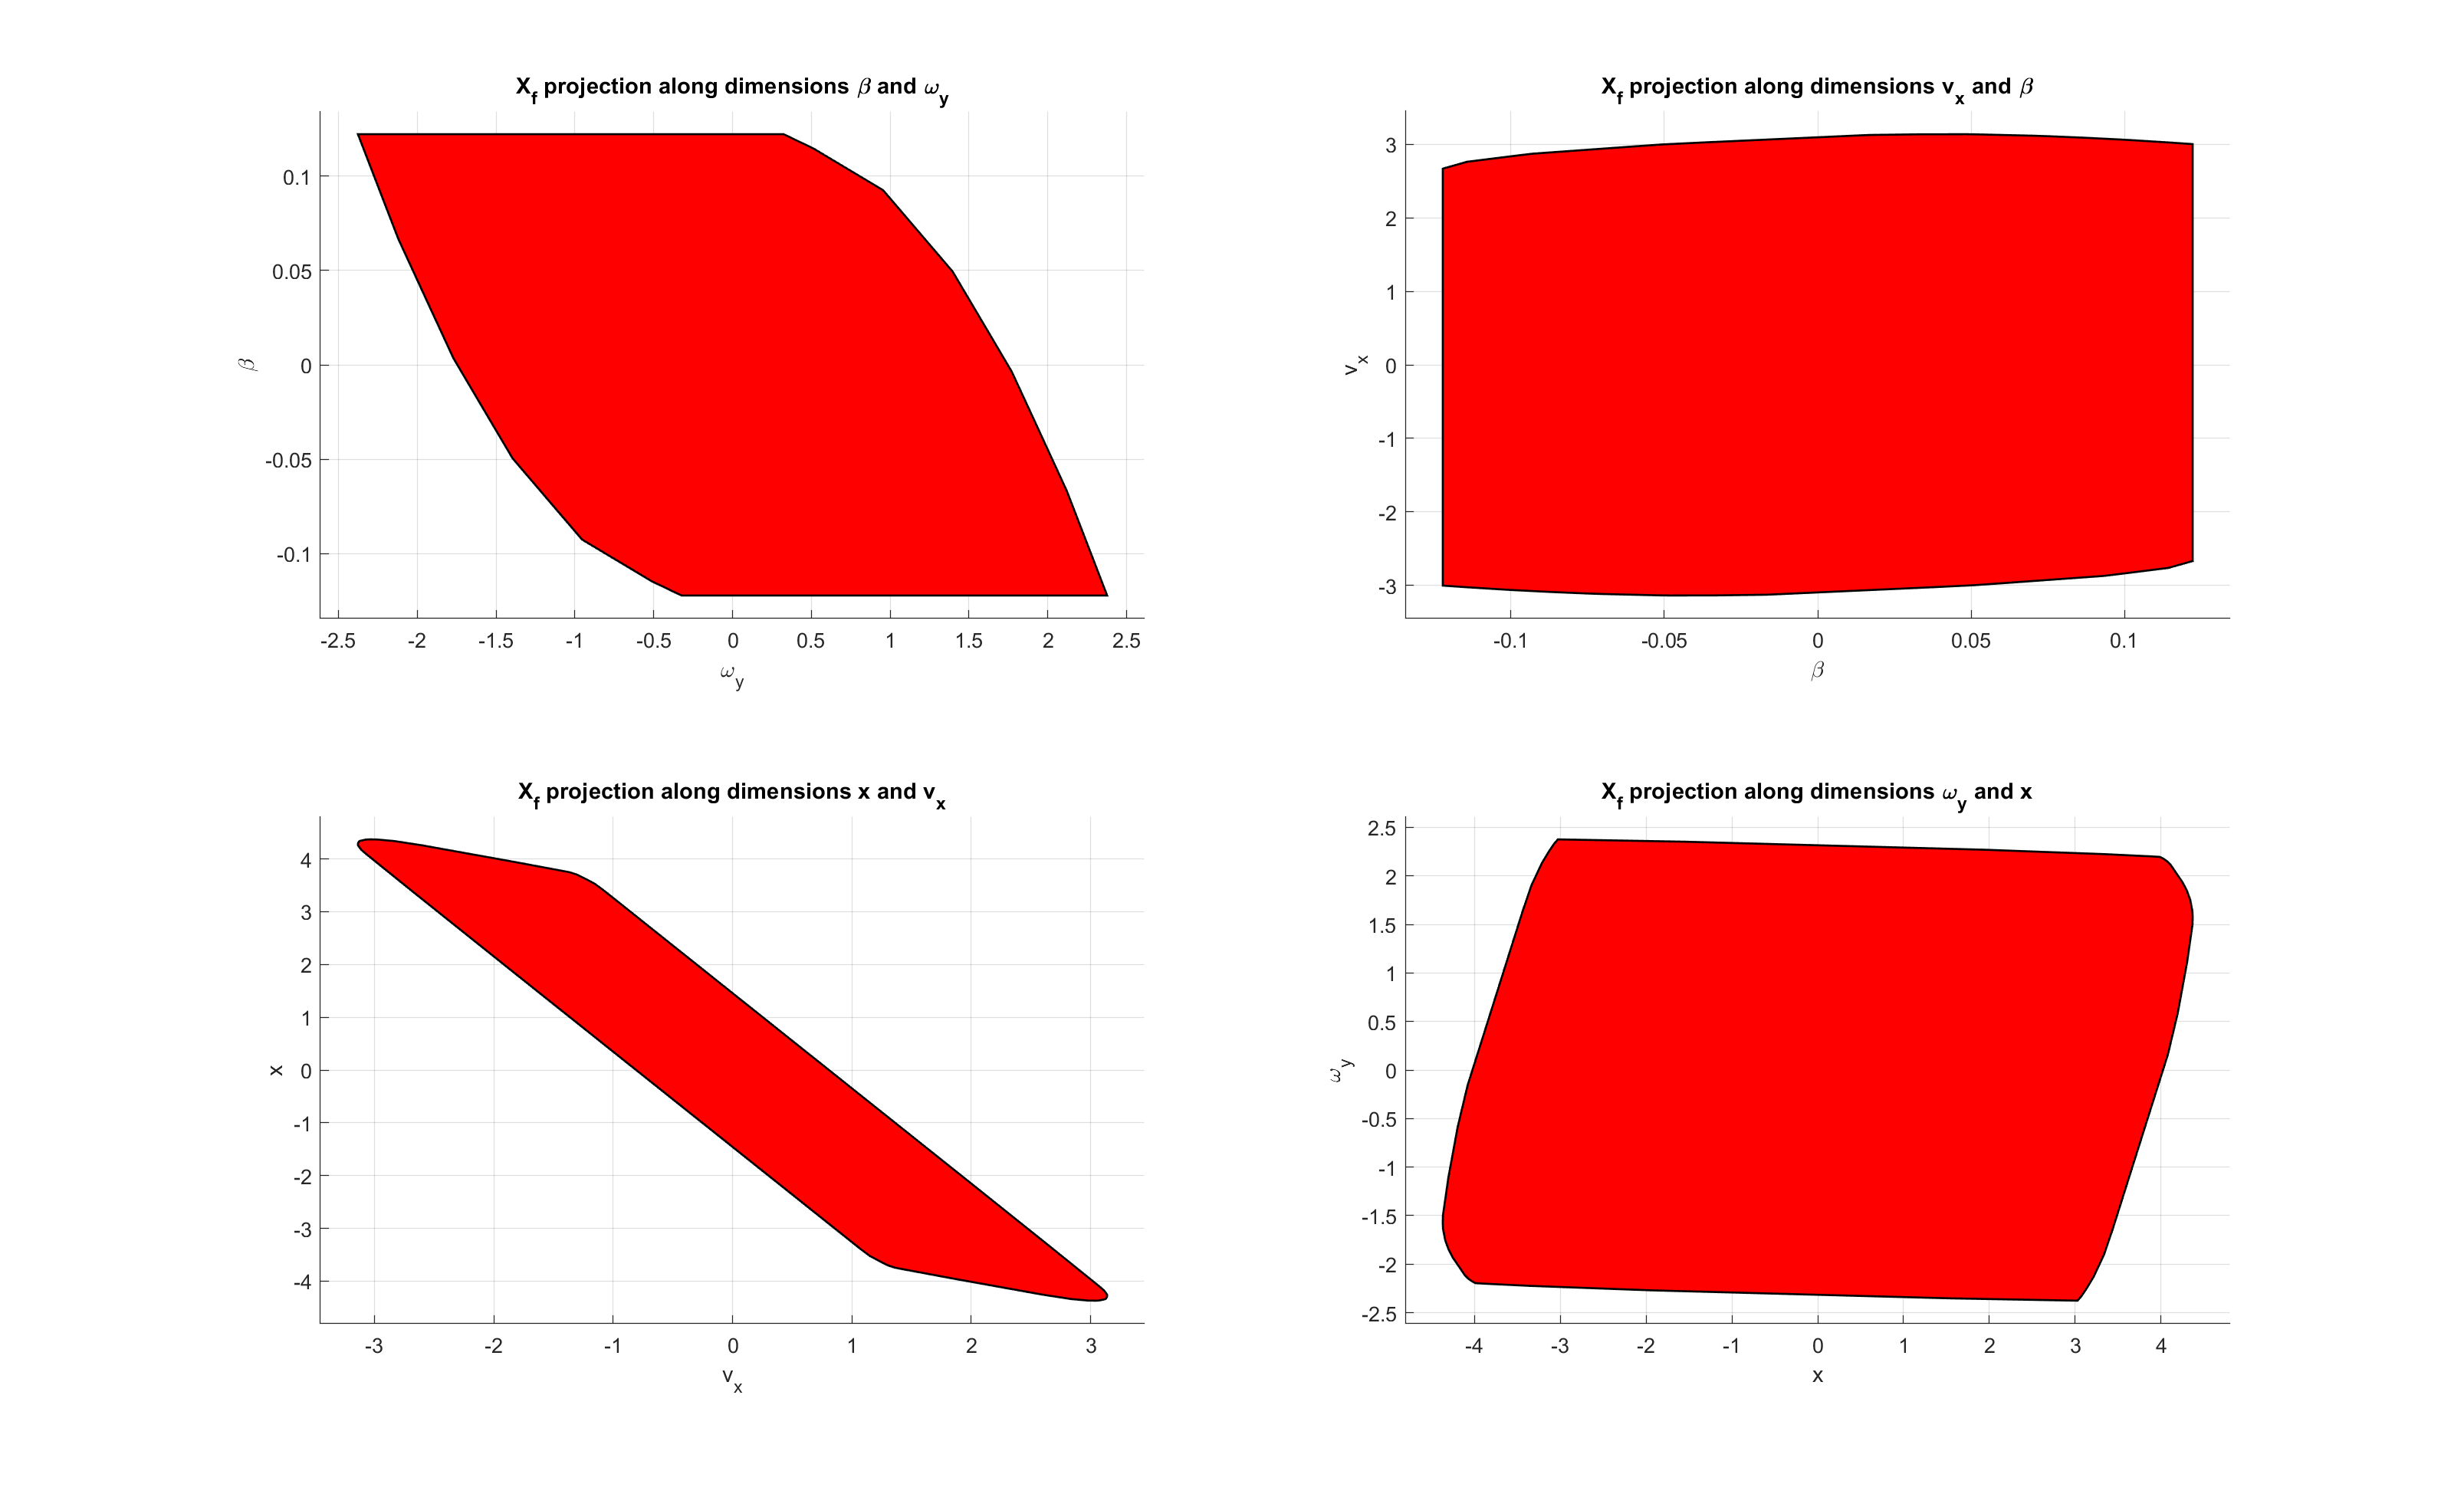 X_f projection along dimensions β and ω_y
0.1
0.05
0
-0.05
-0.1
β
-2.5 -2 -1.5 -1 -0.5 0 0.5 1 1.5 2 2.5
ω_y
X_f projection along dimensions v_x and β
3
2
1
0
-1
-2
-3
v_x
-0.1 -0.05 0 0.05 0.1
β
X_f projection along dimensions x and v_x
4
3
2
1
0
-1
-2
-3
-4
x
-3 -2 -1 0 1 2 3
v_x
X_f projection along dimensions ω_y and x
2.5
2
1.5
1
0.5
0
-0.5
-1
-1.5
-2
-2.5
ω_y
-4 -3 -2 -1 0 1 2 3 4
x